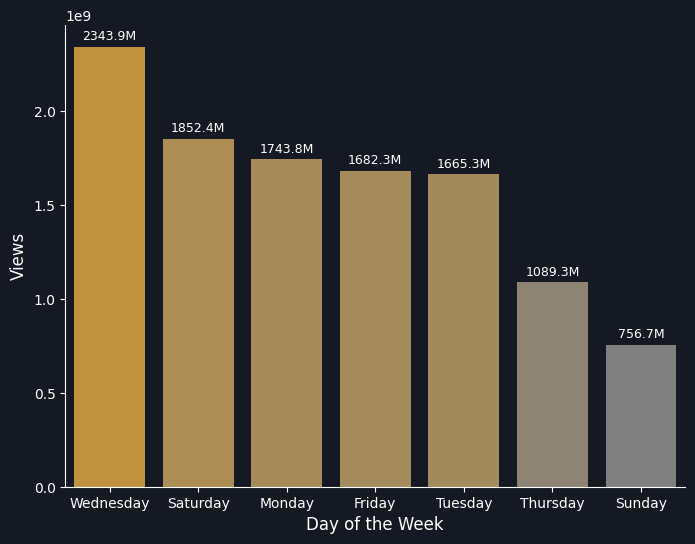 1e9
2343.9M
1852.4M
1743.8M
1682.3M
1665.3M
1089.3M
756.7M
2.0
1.5
1.0
0.5
0.0
Views
Wednesday Saturday Monday Friday Tuesday Thursday Sunday
Day of the Week